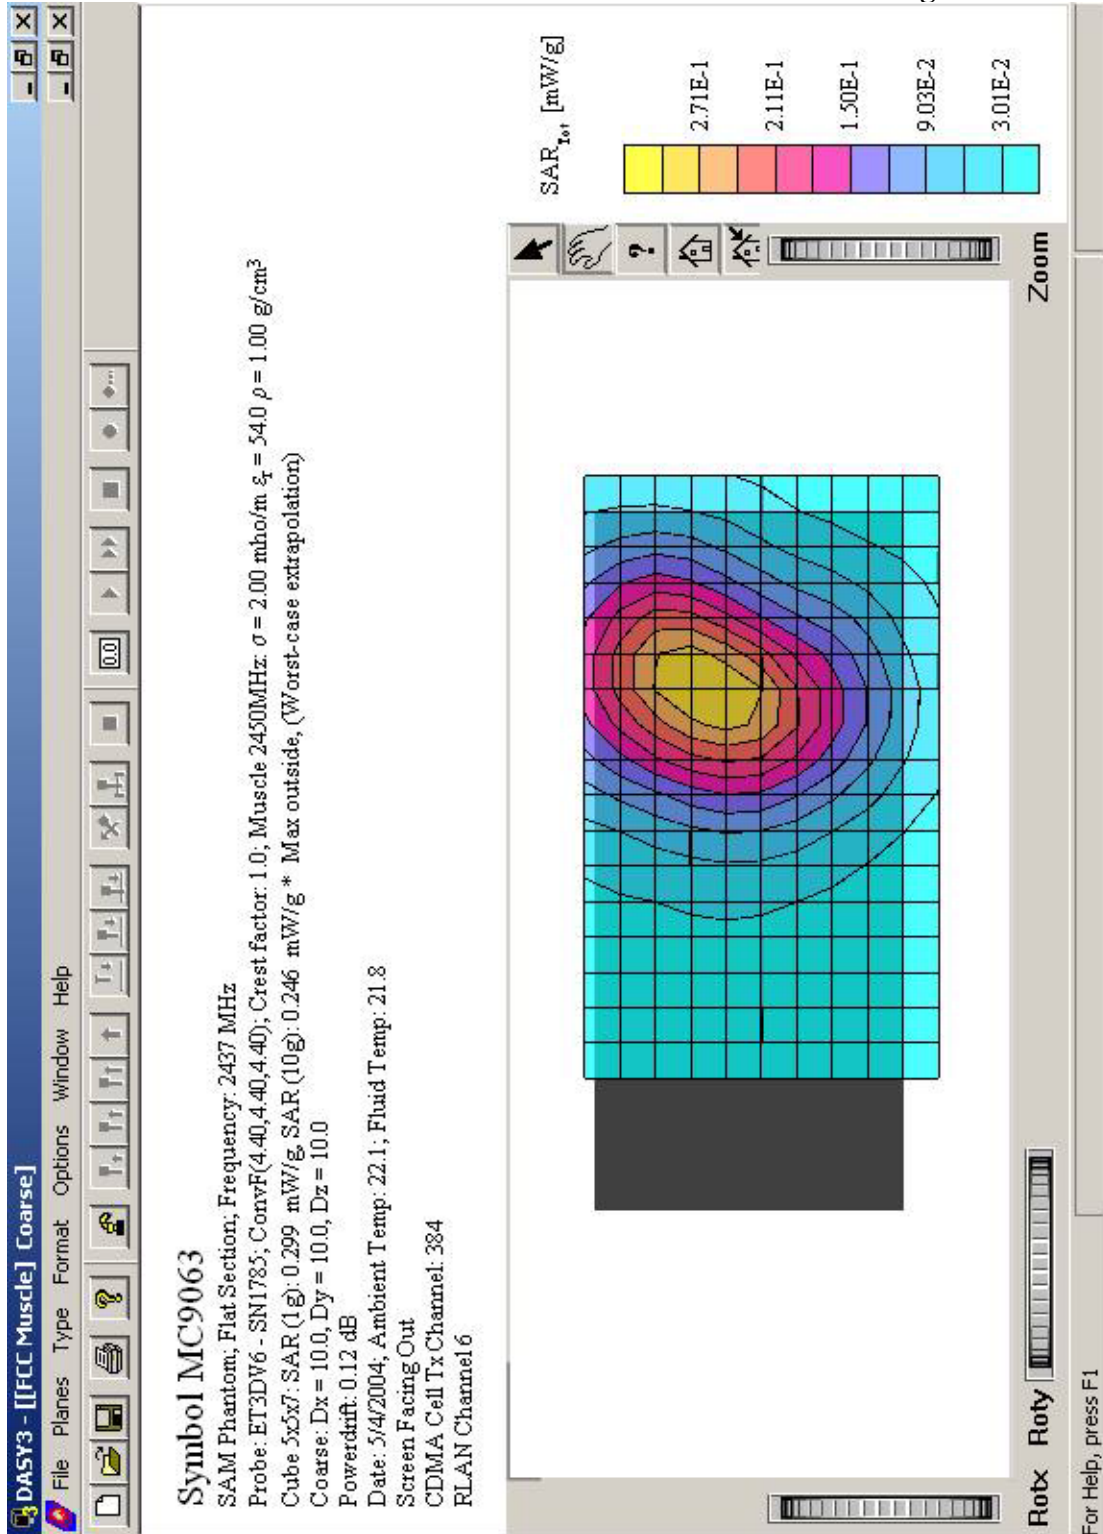 DASY3 - [[FCC Muscle] Coarse]
File Planes Type Format Options Window Help
0.0
Symbol MC9063
SAM Phantom; Flat Section; Frequency: 2437 MHz
Probe: ET3DV6 - SN1785; ConvF(4.40,4.40,4.40); Crest factor: 1.0; Muscle 2450MHz: σ = 2.00 mho/m εr = 54.0 ρ = 1.00 g/cm³
Cube 5x5x7: SAR (1g): 0.299 mW/g, SAR (10g): 0.246 mW/g * Max outside, (Worst-case extrapolation)
Coarse: Dx = 10.0, Dy = 10.0, Dz = 10.0
Powerdrift: 0.12 dB
Date: 5/4/2004; Ambient Temp: 22.1; Fluid Temp: 21.8
Screen Facing Out
CDMA Cell Tx Channel: 384
RLAN Channel 6
SAR Tot [mW/g]
2.71E-1
2.11E-1
1.50E-1
9.03E-2
3.01E-2
Rotx Roty Zoom
For Help, press F1